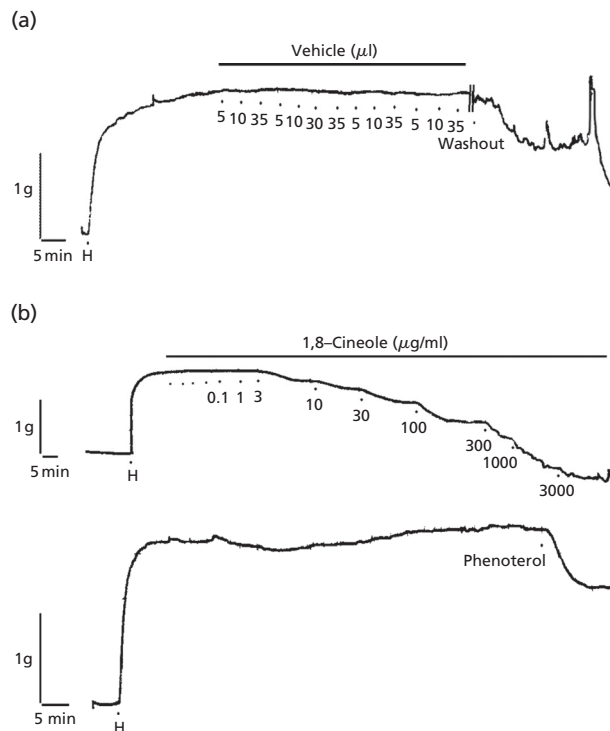 (a)
Vehicle (μl)
5 10 35 5 10 30 35 5 10 35 5 10 35
Washout
1g
5 min
H
(b)
1,8–Cineole (μg/ml)
0.1 1 3 10 30 100 300 1000 3000
1g
5 min
H
Phenoterol
1g
5 min
H